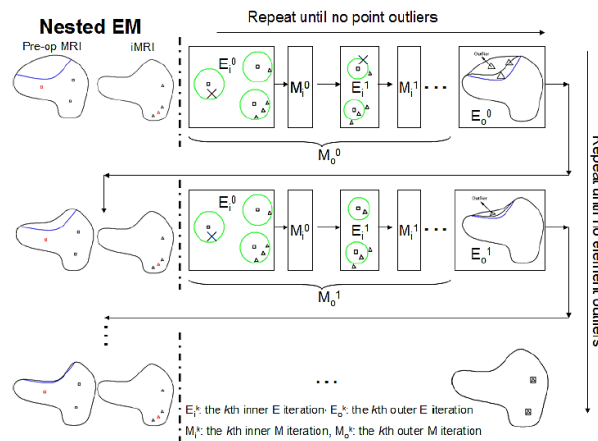 Nested EM
Repeat until no point outliers
Pre-op MRI
iMRI
E_i^0
M_i^0
E_i^1
M_i^1
...
Outlier
E_o^0
M_o^0
Repeat until no element outliers
E_i^0
M_i^0
E_i^1
M_i^1
...
Outlier
E_o^1
M_o^1
...
E_i^k: the kth inner E iteration· E_o^k: the kth outer E iteration
M_i^k: the kth inner M iteration, M_o^k: the kth outer M iteration